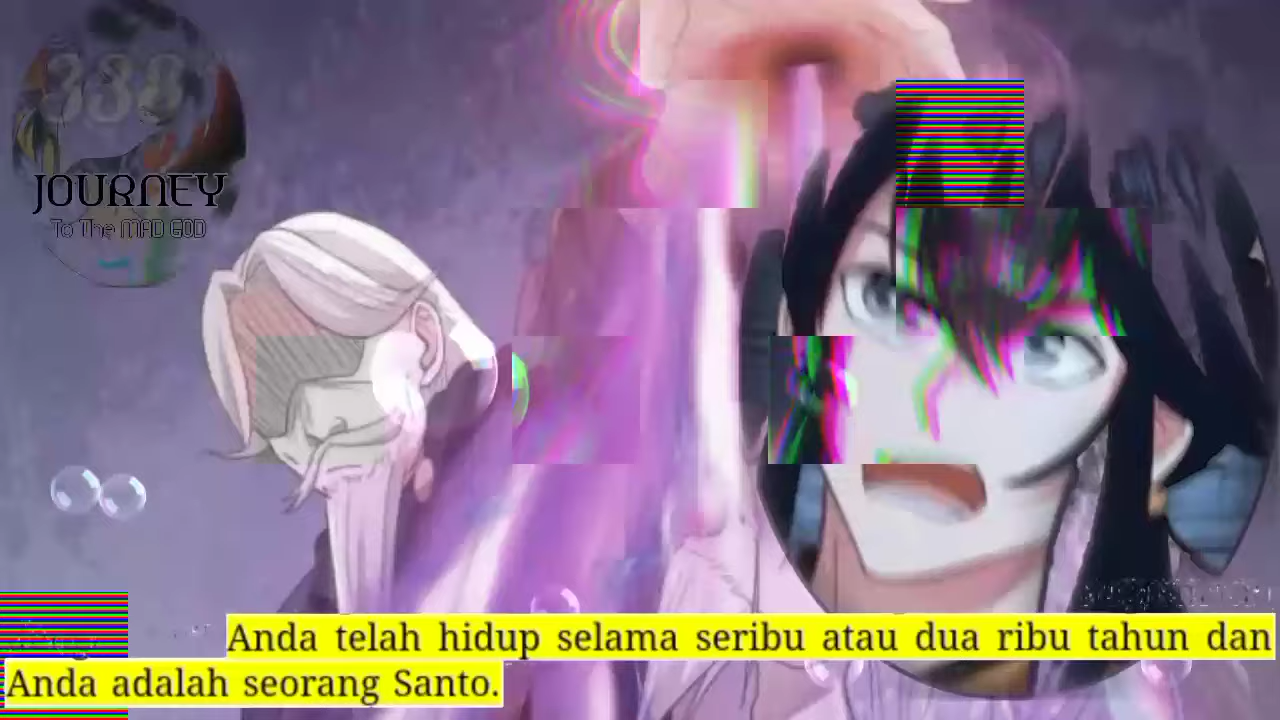 338
JOURNEY
To The MAD GOD
Anda telah hidup selama seribu atau dua ribu tahun dan
Anda adalah seorang Santo.